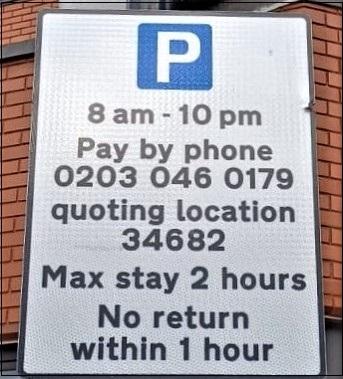 P
8 am - 10 pm
Pay by phone
0203 046 0179
quoting location
34682
Max stay 2 hours
No return
within 1 hour